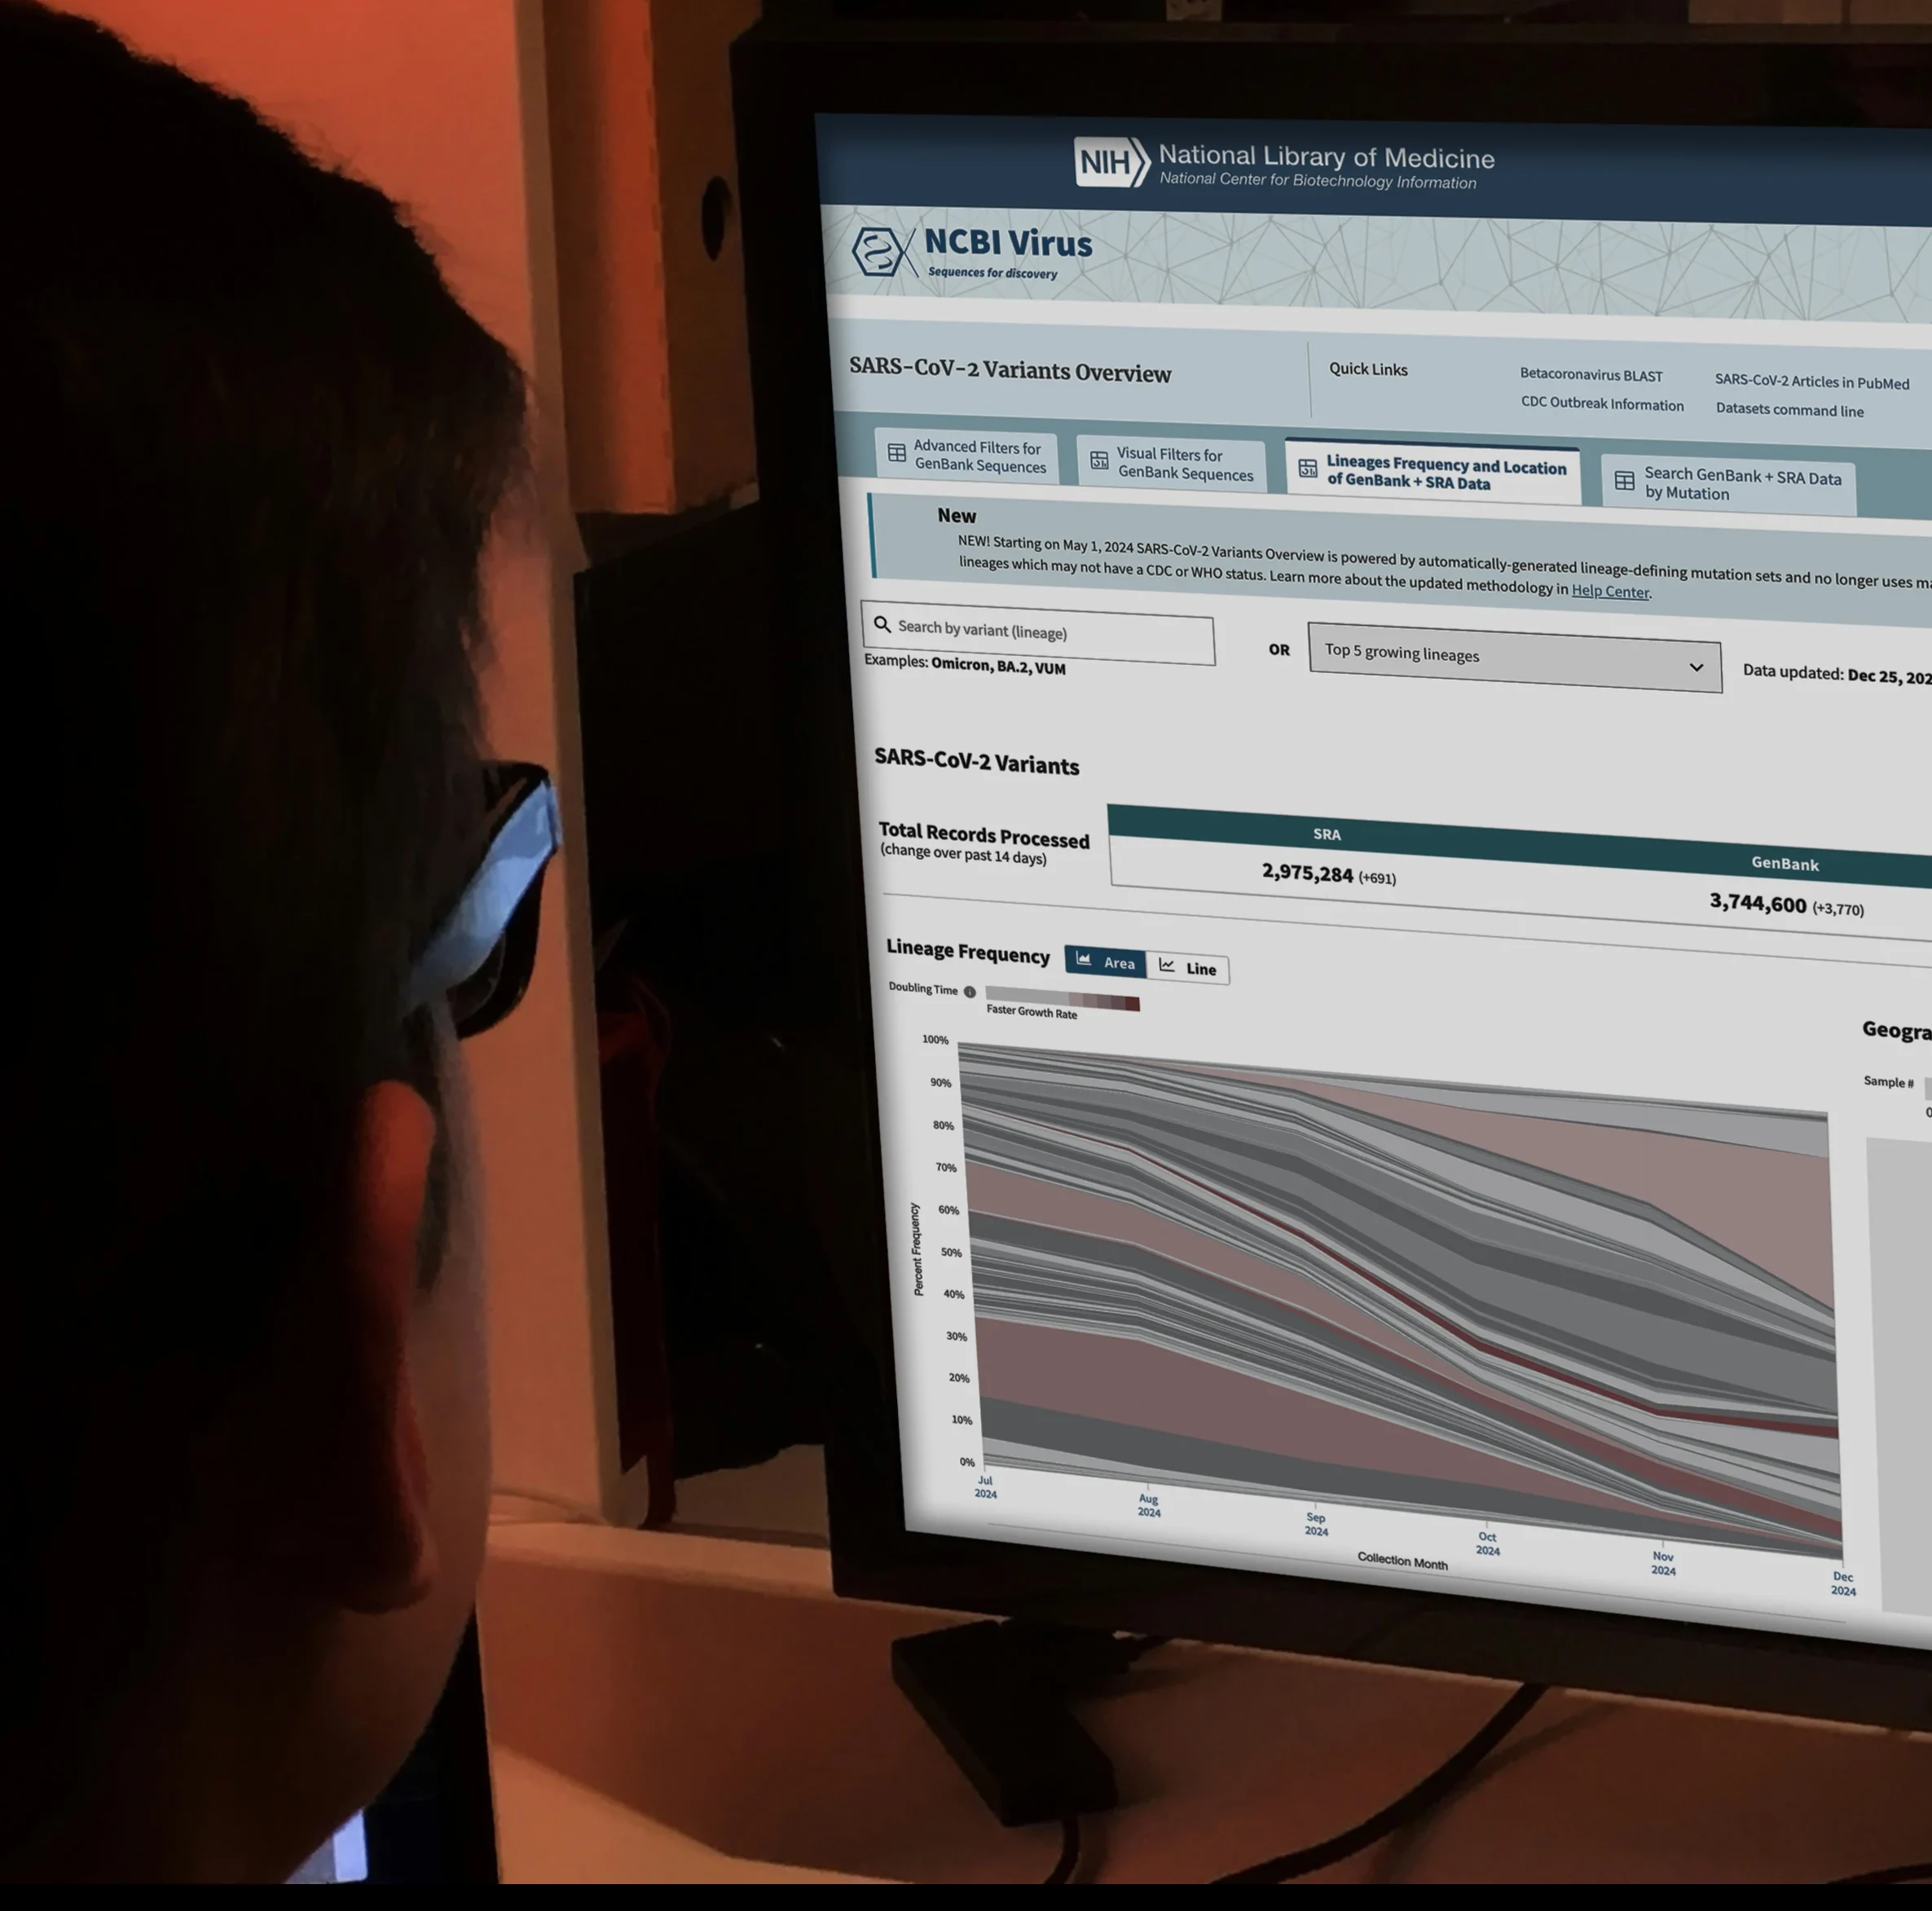 NIH National Library of Medicine
National Center for Biotechnology Information
NCBI Virus
Sequences for discovery
SARS-CoV-2 Variants Overview
Quick Links
Betacoronavirus BLAST
SARS-CoV-2 Articles in PubMed
CDC Outbreak Information
Datasets command line
Advanced Filters for
GenBank Sequences
Visual Filters for
GenBank Sequences
Lineages Frequency and Location
of GenBank + SRA Data
Search GenBank + SRA Data
by Mutation
New
NEW! Starting on May 1, 2024 SARS-CoV-2 Variants Overview is powered by automatically-generated lineage-defining mutation sets and no longer uses
lineages which may not have a CDC or WHO status. Learn more about the updated methodology in Help Center.
Search by variant (lineage)
OR
Top 5 growing lineages
Data updated: Dec 25, 202
Examples: Omicron, BA.2, VUM
SARS-CoV-2 Variants
Total Records Processed
(change over past 14 days)
SRA
GenBank
2,975,284 (+691)
3,744,600 (+3,770)
Lineage Frequency
Area
Line
Doubling Time
Faster Growth Rate
Geogra
Sample #
0
100%
90%
80%
70%
60%
50%
40%
30%
20%
10%
0%
Percent Frequency
Jul
2024
Aug
2024
Sep
2024
Oct
2024
Nov
2024
Dec
2024
Collection Month